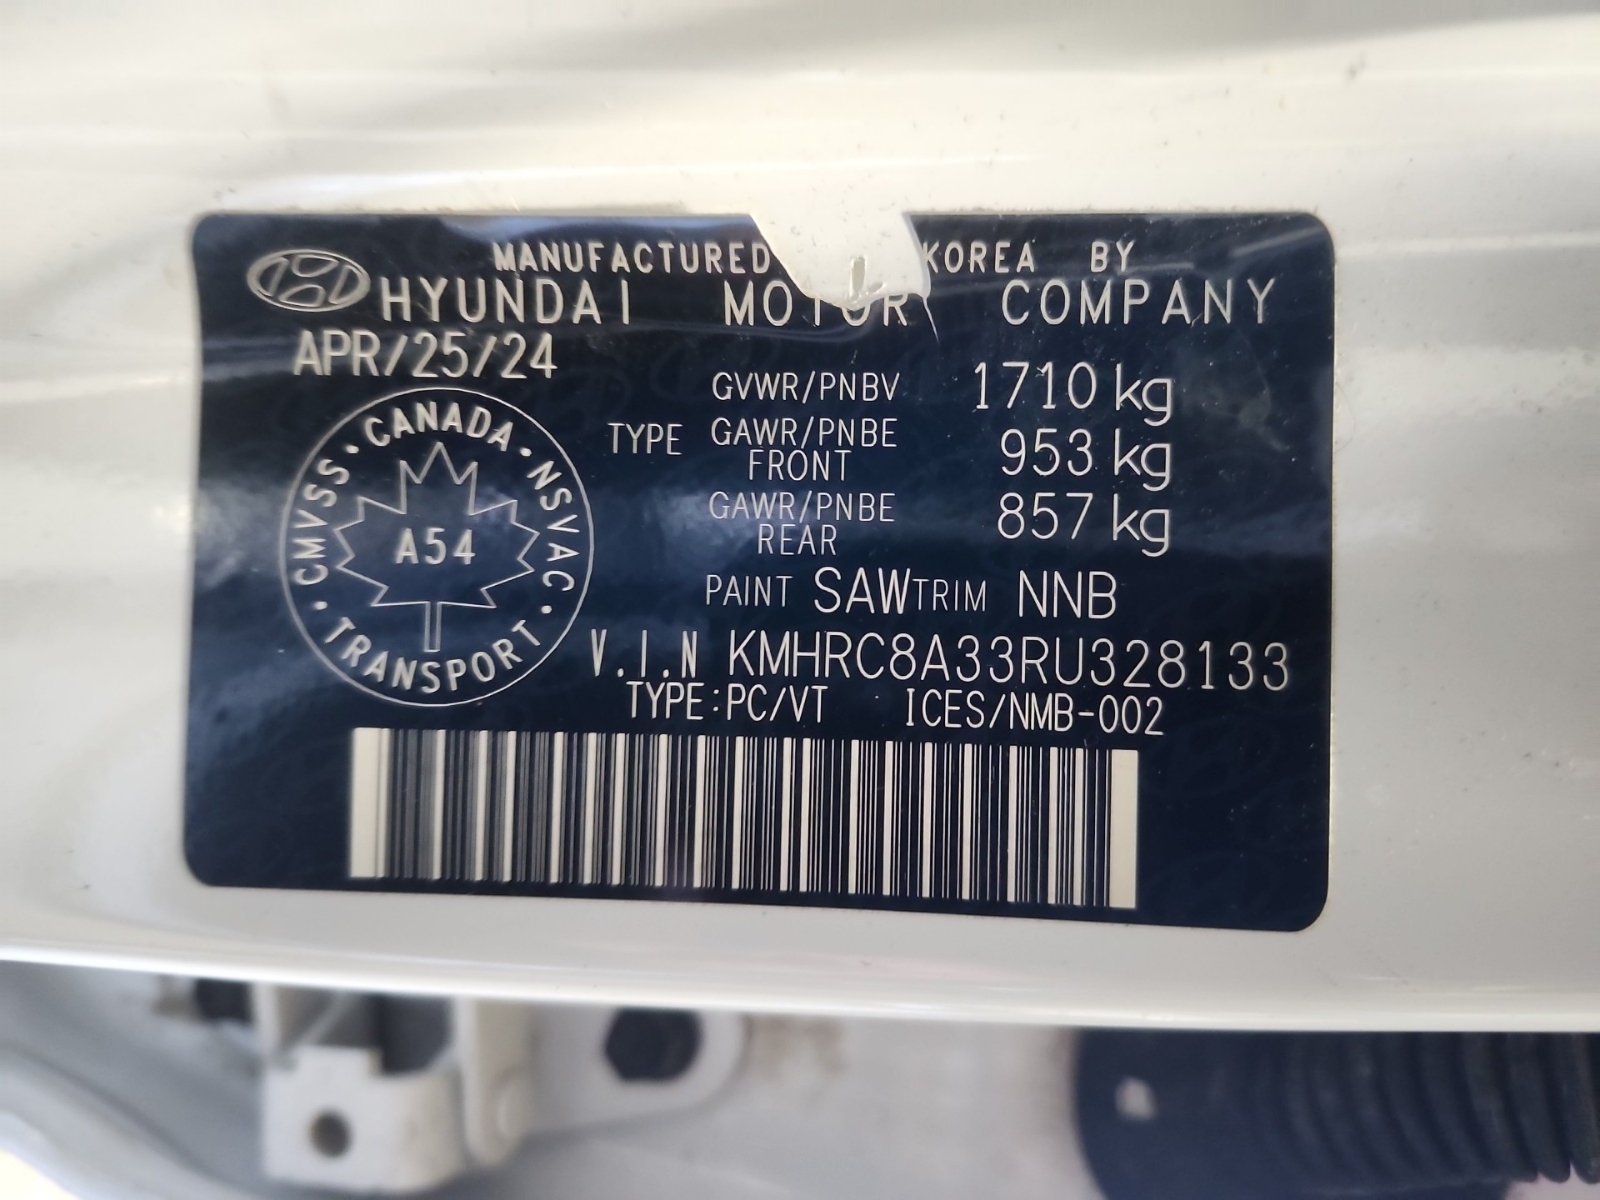 MANUFACTURED KOREA BY
HYUNDAI MOTOR COMPANY
APR/25/24
GVWR/PNBV 1710 kg
TYPE GAWR/PNBE FRONT 953 kg
GAWR/PNBE REAR 857 kg
PAINT SAW TRIM NNB
V.I.N KMHRC8A33RU328133
TYPE:PC/VT ICES/NMB-002
CANADA · NSVAC · TRANSPORT · CMVSS ·
A54